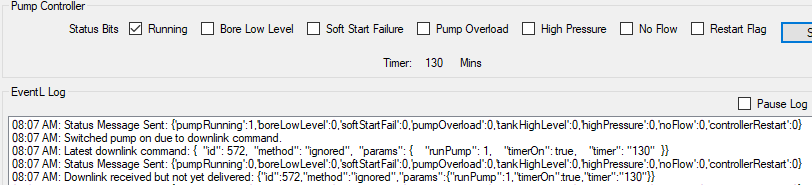 Pump Controller
Status Bits Running Bore Low Level Soft Start Failure Pump Overload High Pressure No Flow Restart Flag S
Timer: 130 Mins
EventL Log
Pause Log
08:07 AM: Status Message Sent: {'pumpRunning':1,'boreLowLevel':0,'softStartFail':0,'pumpOverload':0,'tankHighLevel':0,'highPressure':0,'noFlow':0,'controllerRestart':0}
08:07 AM: Switched pump on due to downlink command.
08:07 AM: Latest downlink command: { "id": 572, "method": "ignored", "params": { "runPump": 1, "timerOn": true, "timer": "130" }}
08:07 AM: Status Message Sent: {'pumpRunning':0,'boreLowLevel':0,'softStartFail':0,'pumpOverload':0,'tankHighLevel':0,'highPressure':0,'noFlow':0,'controllerRestart':0}
08:07 AM: Downlink received but not yet delivered: {"id":572,"method":"ignored","params":{"runPump":1,"timerOn":true,"timer":"130"}}